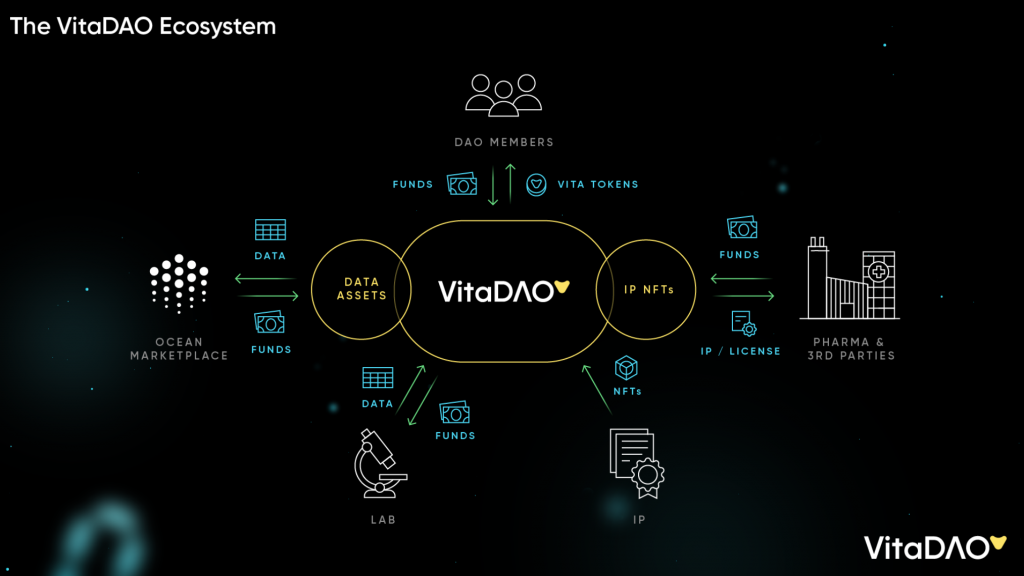 The VitaDAO Ecosystem
DAO MEMBERS
FUNDS
VITA TOKENS
DATA
FUNDS
OCEAN
MARKETPLACE
DATA
ASSETS
VitaDAO
IP NFTs
FUNDS
IP / LICENSE
PHARMA &
3RD PARTIES
DATA
FUNDS
LAB
NFTs
IP
VitaDAO